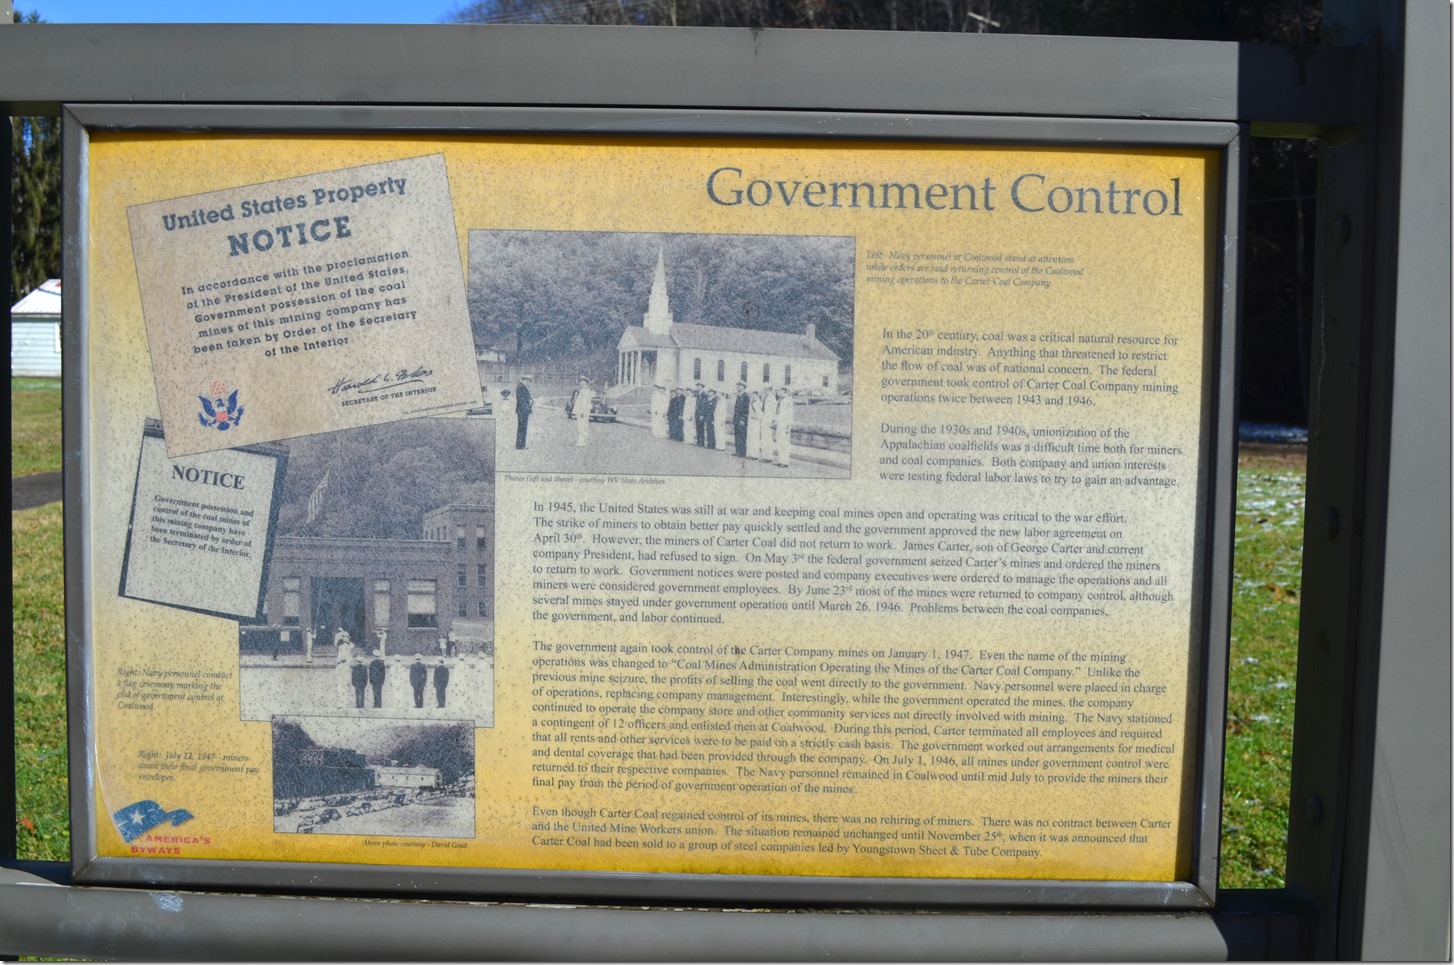 Government Control
United States Property
NOTICE
In accordance with the proclamation
of the President of the United States,
Government possession of the coal
mines of this mining company has
been taken by Order of the Secretary
of the Interior
Harold L. Ickes
SECRETARY OF THE INTERIOR
NOTICE
Government possession and
control of the coal mines of
this mining company have
been terminated by order of
the Secretary of the Interior.
Left: Navy personnel at Coalwood stand at attention
while orders are read returning control of the Coalwood
mining operations to the Carter Coal Company
Photos (left and above) - courtesy WV State Archives
In the 20th century, coal was a critical natural resource for
American industry. Anything that threatened to restrict
the flow of coal was of national concern. The federal
government took control of Carter Coal Company mining
operations twice between 1943 and 1946.
During the 1930s and 1940s, unionization of the
Appalachian coalfields was a difficult time both for miners
and coal companies. Both company and union interests
were testing federal labor laws to try to gain an advantage.
In 1945, the United States was still at war and keeping coal mines open and operating was critical to the war effort.
The strike of miners to obtain better pay quickly settled and the government approved the new labor agreement on
April 30th. However, the miners of Carter Coal did not return to work. James Carter, son of George Carter and current
company President, had refused to sign. On May 3rd the federal government seized Carter's mines and ordered the miners
to return to work. Government notices were posted and company executives were ordered to manage the operations and all
miners were considered government employees. By June 23rd most of the mines were returned to company control, although
several mines stayed under government operation until March 26, 1946. Problems between the coal companies,
the government, and labor continued.
The government again took control of the Carter Company mines on January 1, 1947. Even the name of the mining
operations was changed to "Coal Mines Administration Operating the Mines of the Carter Coal Company." Unlike the
previous mine seizure, the profits of selling the coal went directly to the government. Navy personnel were placed in charge
of operations, replacing company management. Interestingly, while the government operated the mines, the company
continued to operate the company store and other community services not directly involved with mining. The Navy stationed
a contingent of 12 officers and enlisted men at Coalwood. During this period, Carter terminated all employees and required
that all rents and other services were to be paid on a strictly cash basis. The government worked out arrangements for medical
and dental coverage that had been provided through the company. On July 1, 1946, all mines under government control were
returned to their respective companies. The Navy personnel remained in Coalwood until mid July to provide the miners their
final pay from the period of government operation of the mines.
Even though Carter Coal regained control of its mines, there was no rehiring of miners. There was no contract between Carter
and the United Mine Workers union. The situation remained unchanged until November 25th, when it was announced that
Carter Coal had been sold to a group of steel companies led by Youngstown Sheet & Tube Company.
Right: Navy personnel conduct
a flag ceremony marking the
end of government control at
Coalwood
Right: July 12, 1947 - miners
await their final government pay
envelopes.
Above photo courtesy - David Goad
AMERICA'S
BYWAYS